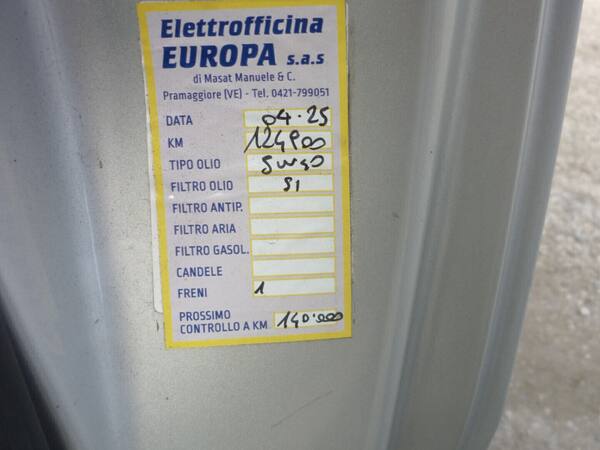 Elettrofficina
EUROPA s.a.s
di Masat Manuele & C.
Pramaggiore (VE) - Tel. 0421-799051
DATA 04.25
KM 124900
TIPO OLIO 5W30
FILTRO OLIO SI
FILTRO ANTIP.
FILTRO ARIA
FILTRO GASOL.
CANDELE
FRENI 1
PROSSIMO
CONTROLLO A KM 140'000